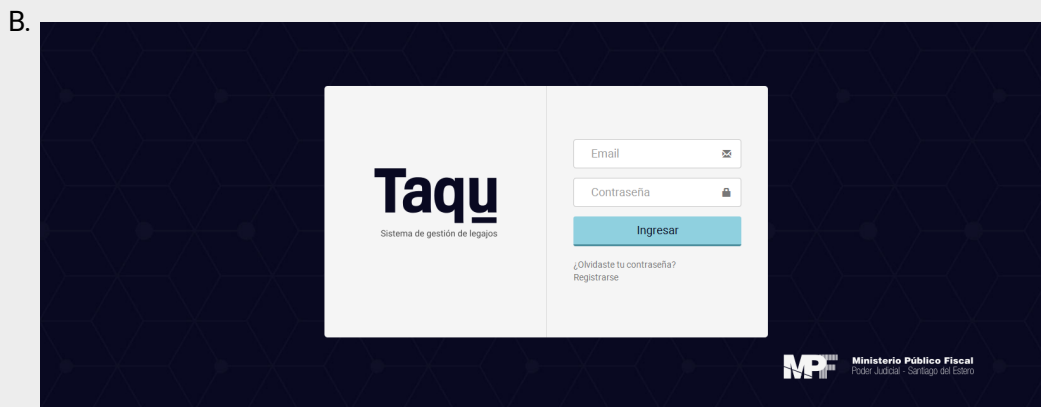 B.
Taqu
Sistema de gestión de legajos
Email
Contraseña
Ingresar
¿Olvidaste tu contraseña?
Registrarse
MPF
Ministerio Público Fiscal
Poder Judicial - Santiago del Estero